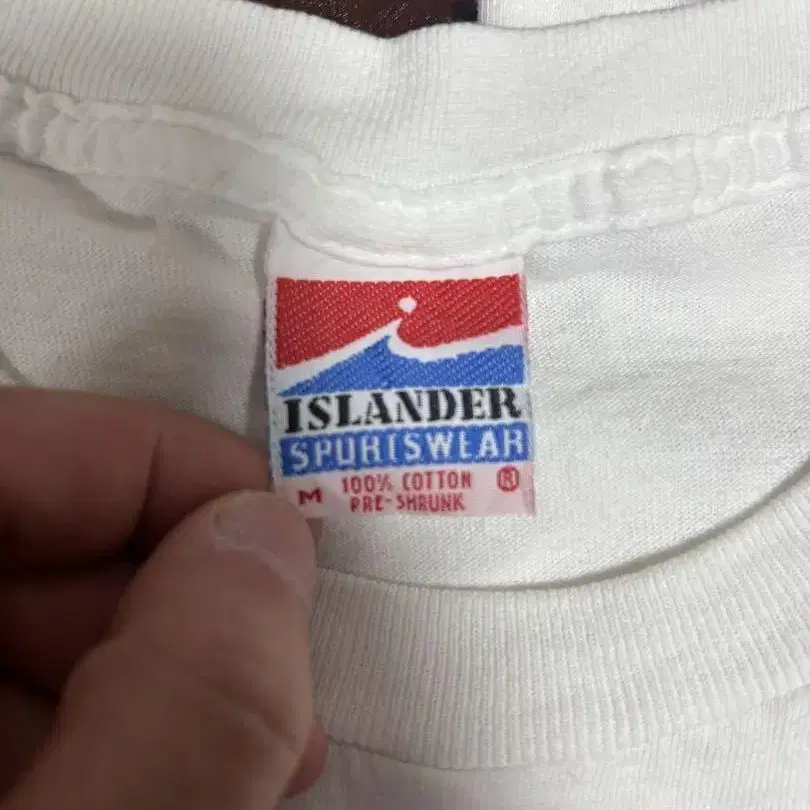 ISLANDER
SPORTSWEAR
M 100% COTTON ®
PRE-SHRUNK